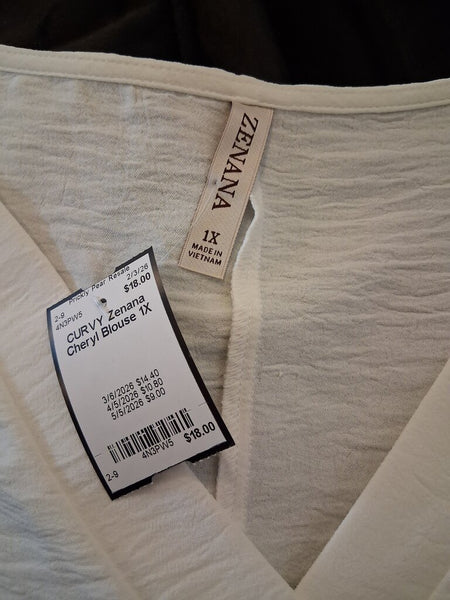 ZENANA
1X
MADE IN
VIETNAM
Prickly Pear Resale 2/3/26
2-9 $18.00
4N3PW5
CURVY Zenana
Cheryl Blouse 1X
3/6/2026 $14.40
4/5/2026 $10.80
5/5/2026 $9.00
4N3PW5
2-9 $18.00